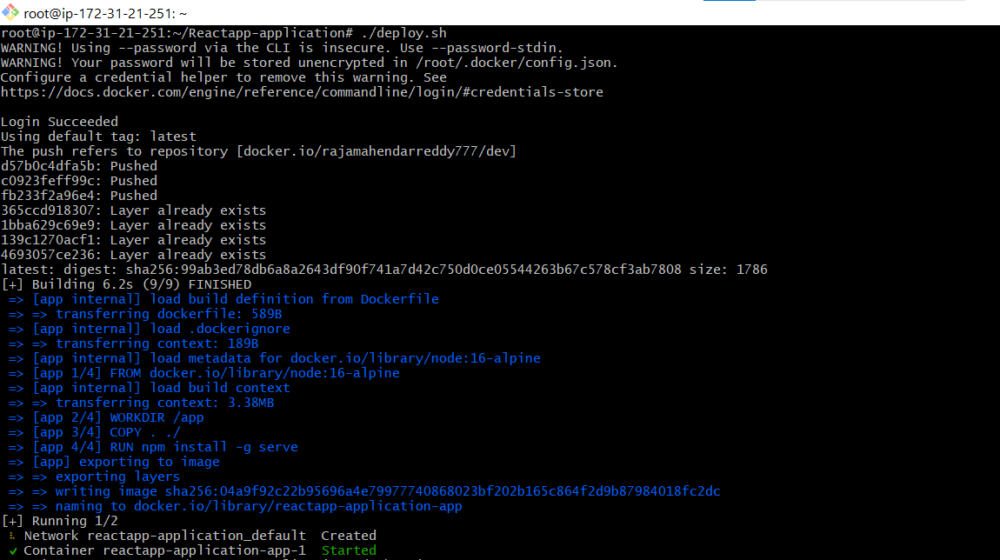 root@ip-172-31-21-251: ~
root@ip-172-31-21-251:~/Reactapp-application# ./deploy.sh
WARNING! Using --password via the CLI is insecure. Use --password-stdin.
WARNING! Your password will be stored unencrypted in /root/.docker/config.json.
Configure a credential helper to remove this warning. See
https://docs.docker.com/engine/reference/commandline/login/#credentials-store
Login Succeeded
Using default tag: latest
The push refers to repository [docker.io/rajamahendarreddy777/dev]
d57b0c4dfa5b: Pushed
c0923feff99c: Pushed
fb233f2a96e4: Pushed
365ccd918307: Layer already exists
1bba629c69e9: Layer already exists
139c1270acf1: Layer already exists
4693057ce236: Layer already exists
latest: digest: sha256:99ab3ed78db6a8a2643df90f741a7d42c750d0ce05544263b67c578cf3ab7808 size: 1786
[+] Building 6.2s (9/9) FINISHED
=> [app internal] load build definition from Dockerfile
=> => transferring dockerfile: 589B
=> [app internal] load .dockerignore
=> => transferring context: 189B
=> [app internal] load metadata for docker.io/library/node:16-alpine
=> [app 1/4] FROM docker.io/library/node:16-alpine
=> [app internal] load build context
=> => transferring context: 3.38MB
=> [app 2/4] WORKDIR /app
=> [app 3/4] COPY . ./
=> [app 4/4] RUN npm install -g serve
=> [app] exporting to image
=> => exporting layers
=> => writing image sha256:04a9f92c22b95696a4e79977740868023bf202b165c864f2d9b87984018fc2dc
=> => naming to docker.io/library/reactapp-application-app
[+] Running 1/2
⠧ Network reactapp-application_default Created
✔ Container reactapp-application-app-1 Started